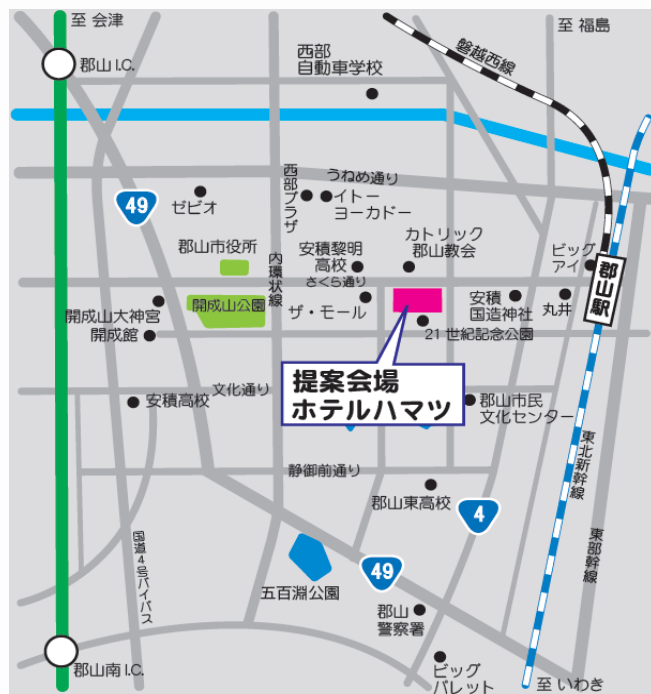 至 会津
至 福島
郡山 I.C.
西部
自動車学校
磐越西線
49
ゼビオ
西部プラザ
うねめ通り
イトー
ヨーカドー
郡山市役所
内環状線
安積黎明
高校
カトリック
郡山教会
ビッグ
アイ
郡山駅
さくら通り
開成山大神宮
開成山公園
ザ・モール
安積
国造神社
丸井
開成館
21世紀記念公園
提案会場
ホテルハマツ
文化通り
安積高校
郡山市民
文化センター
静御前通り
東北新幹線
郡山東高校
4
国道4号バイパス
東部幹線
49
五百淵公園
郡山
警察署
郡山南 I.C.
ビッグ
パレット
至 いわき